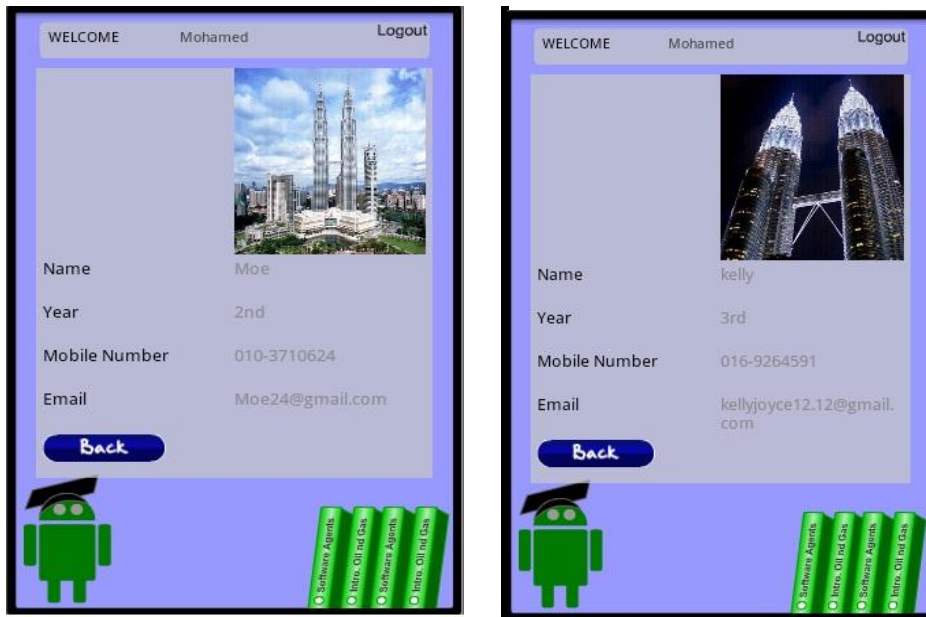 WELCOME Mohamed Logout
Name Moe
Year 2nd
Mobile Number 010-3710624
Email Moe24@gmail.com
Back
Software Agents
Intro. Oil nd Gas
Software Agents
Intro. Oil nd Gas
WELCOME Mohamed Logout
Name kelly
Year 3rd
Mobile Number 016-9264591
Email kellyjoyce12.12@gmail.
com
Back
Software Agents
Intro. Oil nd Gas
Software Agents
Intro. Oil nd Gas